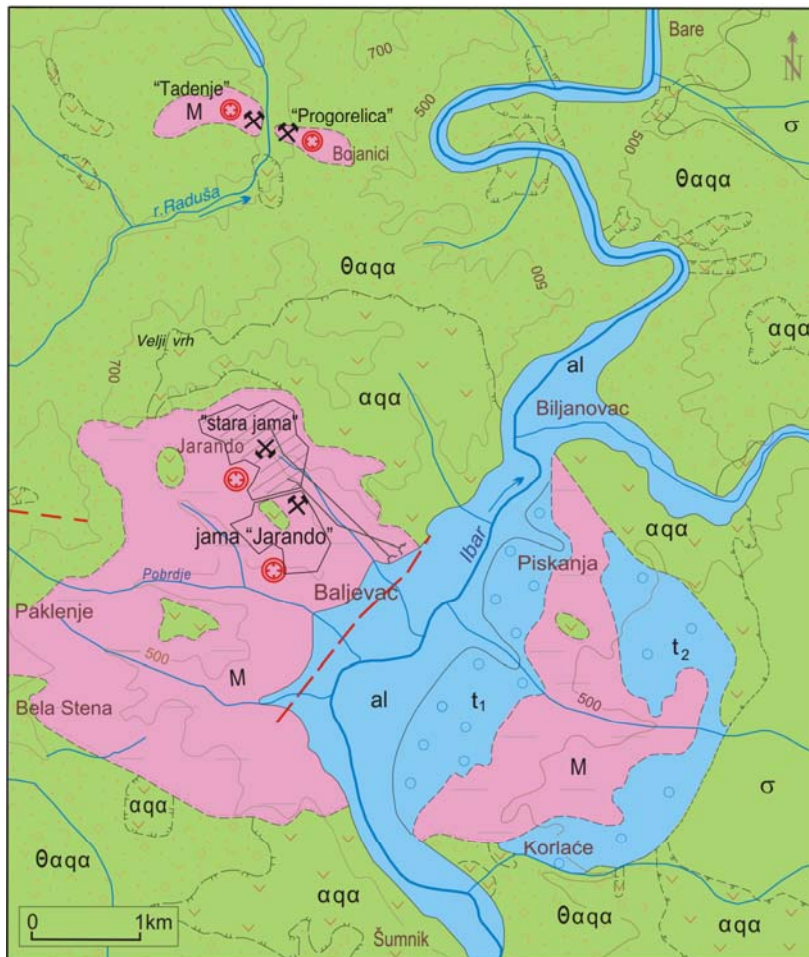 Bare
700
N
"Tadenje"
500
M
"Progorelica"
σ
Bojanici
500
θαqα
r.Raduša
θαqα
500
Velji vrh
αqα
700
al
αqα
"stara jama"
Biljanovac
Jarando
Ibar
αqα
jama "Jarando"
Piskanja
Pobrdje
Baljevac
Paklenje
t2
500
M
500
al
t1
Bela Stena
M
σ
αqα
Korlaće
θαqα
αqα
θαqα
αqα
0 1km
Šumnik